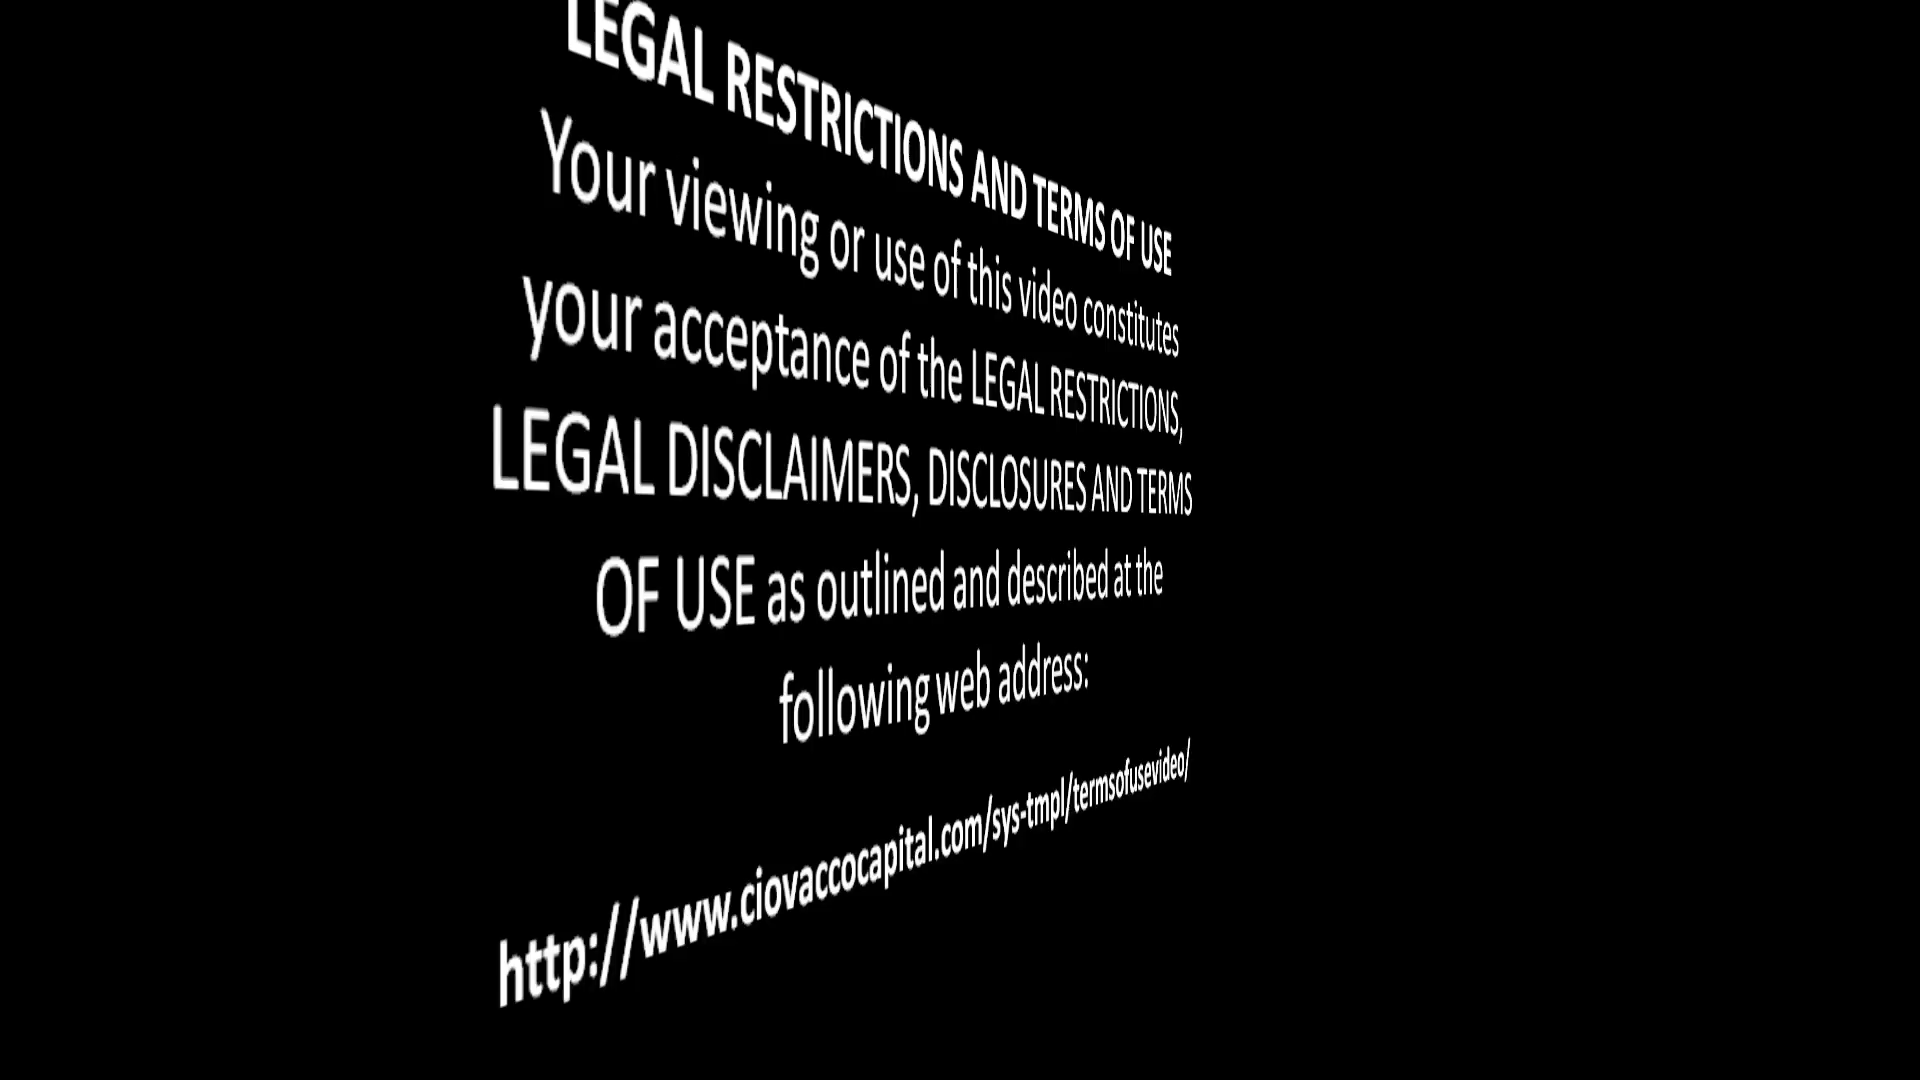 LEGAL RESTRICTIONS AND TERMS OF USE
Your viewing or use of this video constitutes
your acceptance of the LEGAL RESTRICTIONS,
LEGAL DISCLAIMERS, DISCLOSURES AND TERMS
OF USE as outlined and described at the
following web address:
http://www.ciovaccocapital.com/sys-tmpl/termsofusevideo/